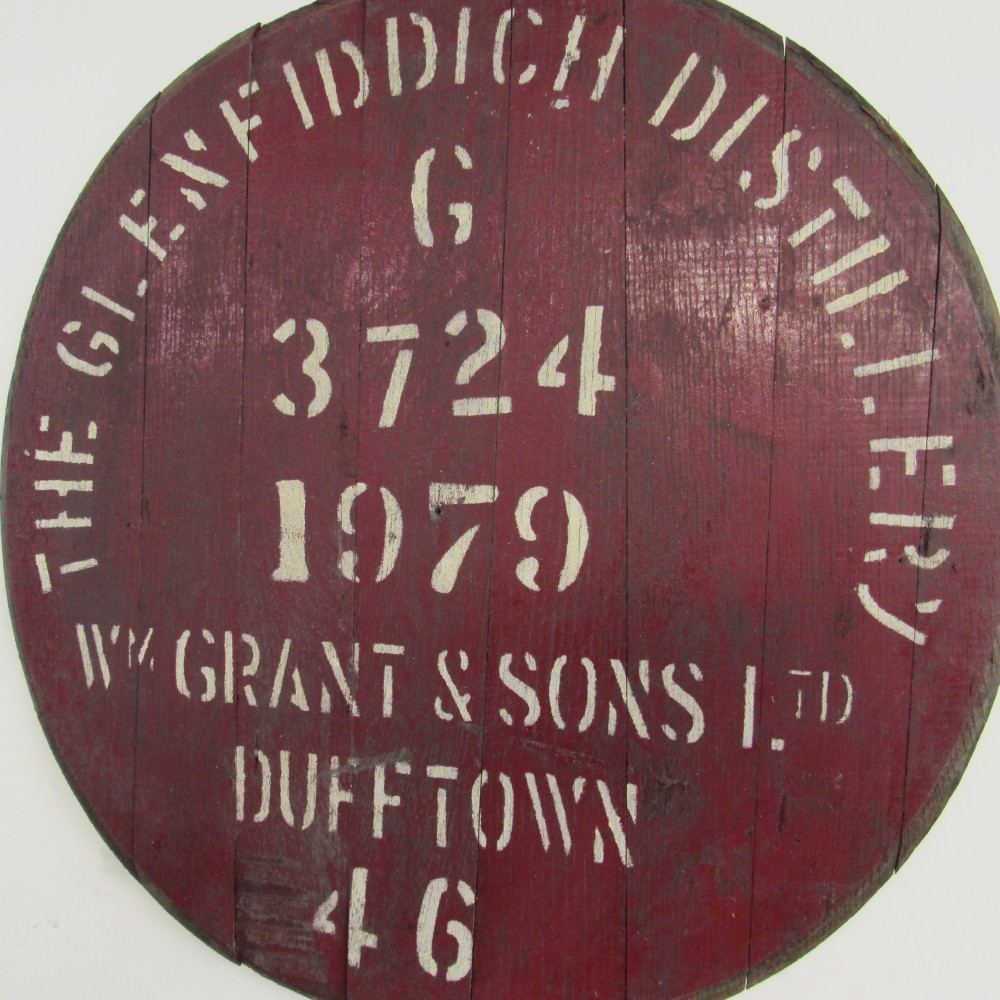 THE GLENFIDDICH DISTILLERY
G
3724
1979
WM GRANT & SONS LTD
DUFFTOWN
46